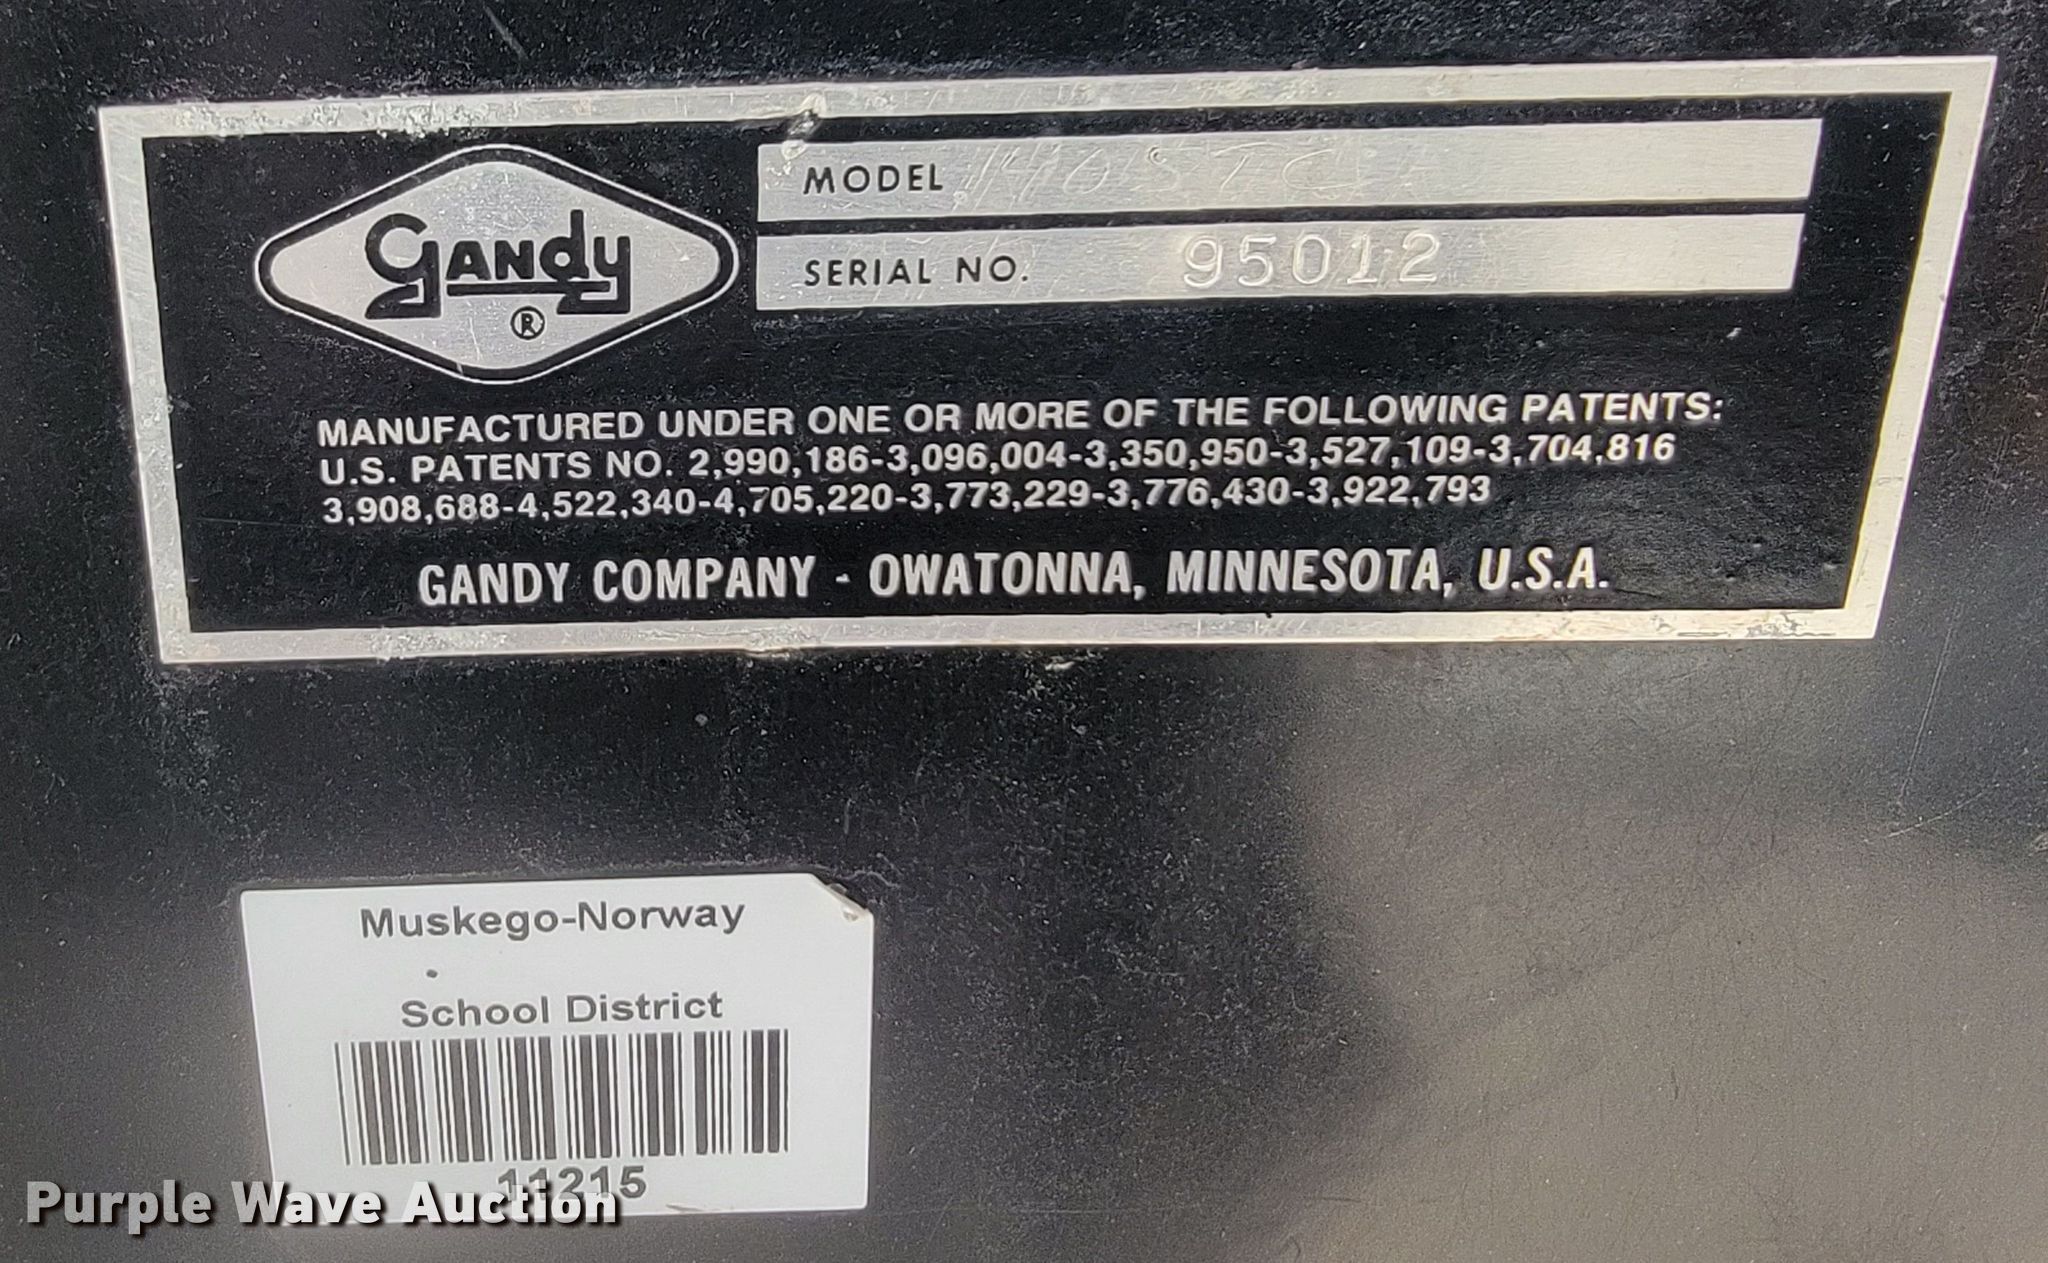 gandy
®
MODEL
SERIAL NO. 95012
MANUFACTURED UNDER ONE OR MORE OF THE FOLLOWING PATENTS:
U.S. PATENTS NO. 2,990,186-3,096,004-3,350,950-3,527,109-3,704,816
3,908,688-4,522,340-4,705,220-3,773,229-3,776,430-3,922,793
GANDY COMPANY - OWATONNA, MINNESOTA, U.S.A.
Muskego-Norway
School District
11215
Purple Wave Auction